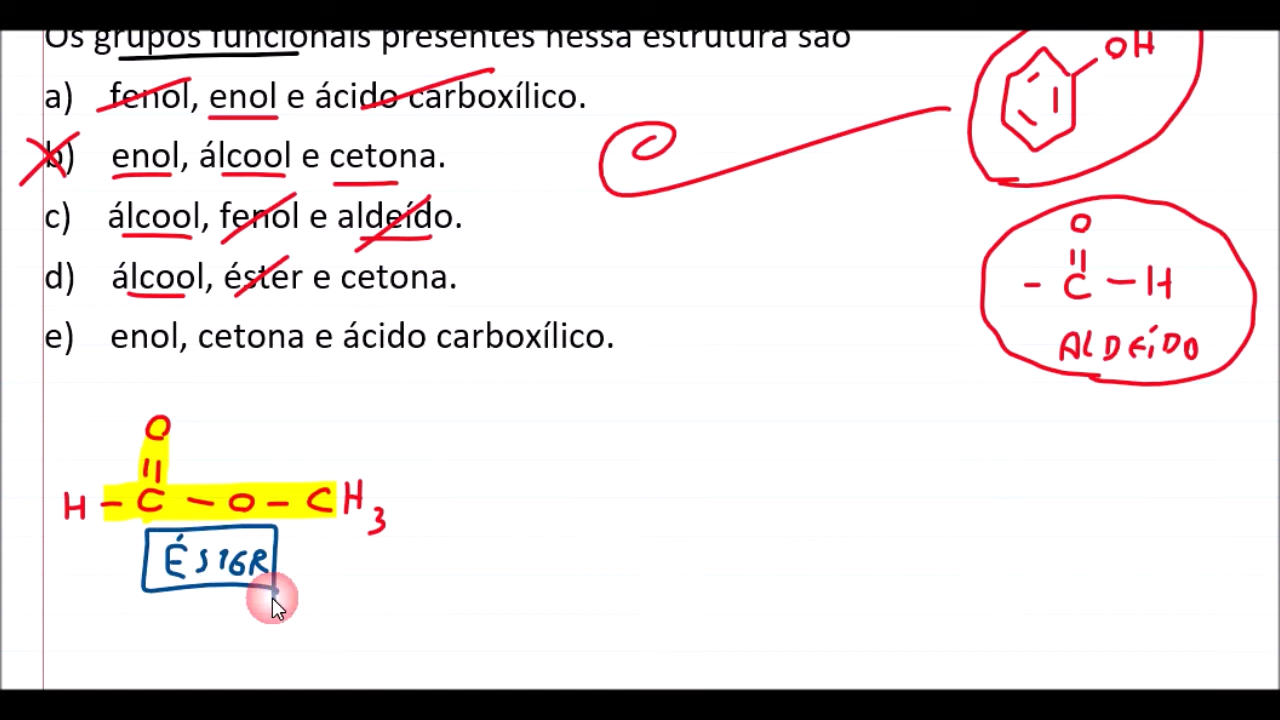 Os grupos funcionais presentes nessa estrutura são
a) fenol, enol e ácido carboxílico.
b) enol, álcool e cetona.
c) álcool, fenol e aldeído.
d) álcool, éster e cetona.
e) enol, cetona e ácido carboxílico.
OH
O
- C - H
ALDEÍDO
O
H - C - O - CH3
ÉSTER